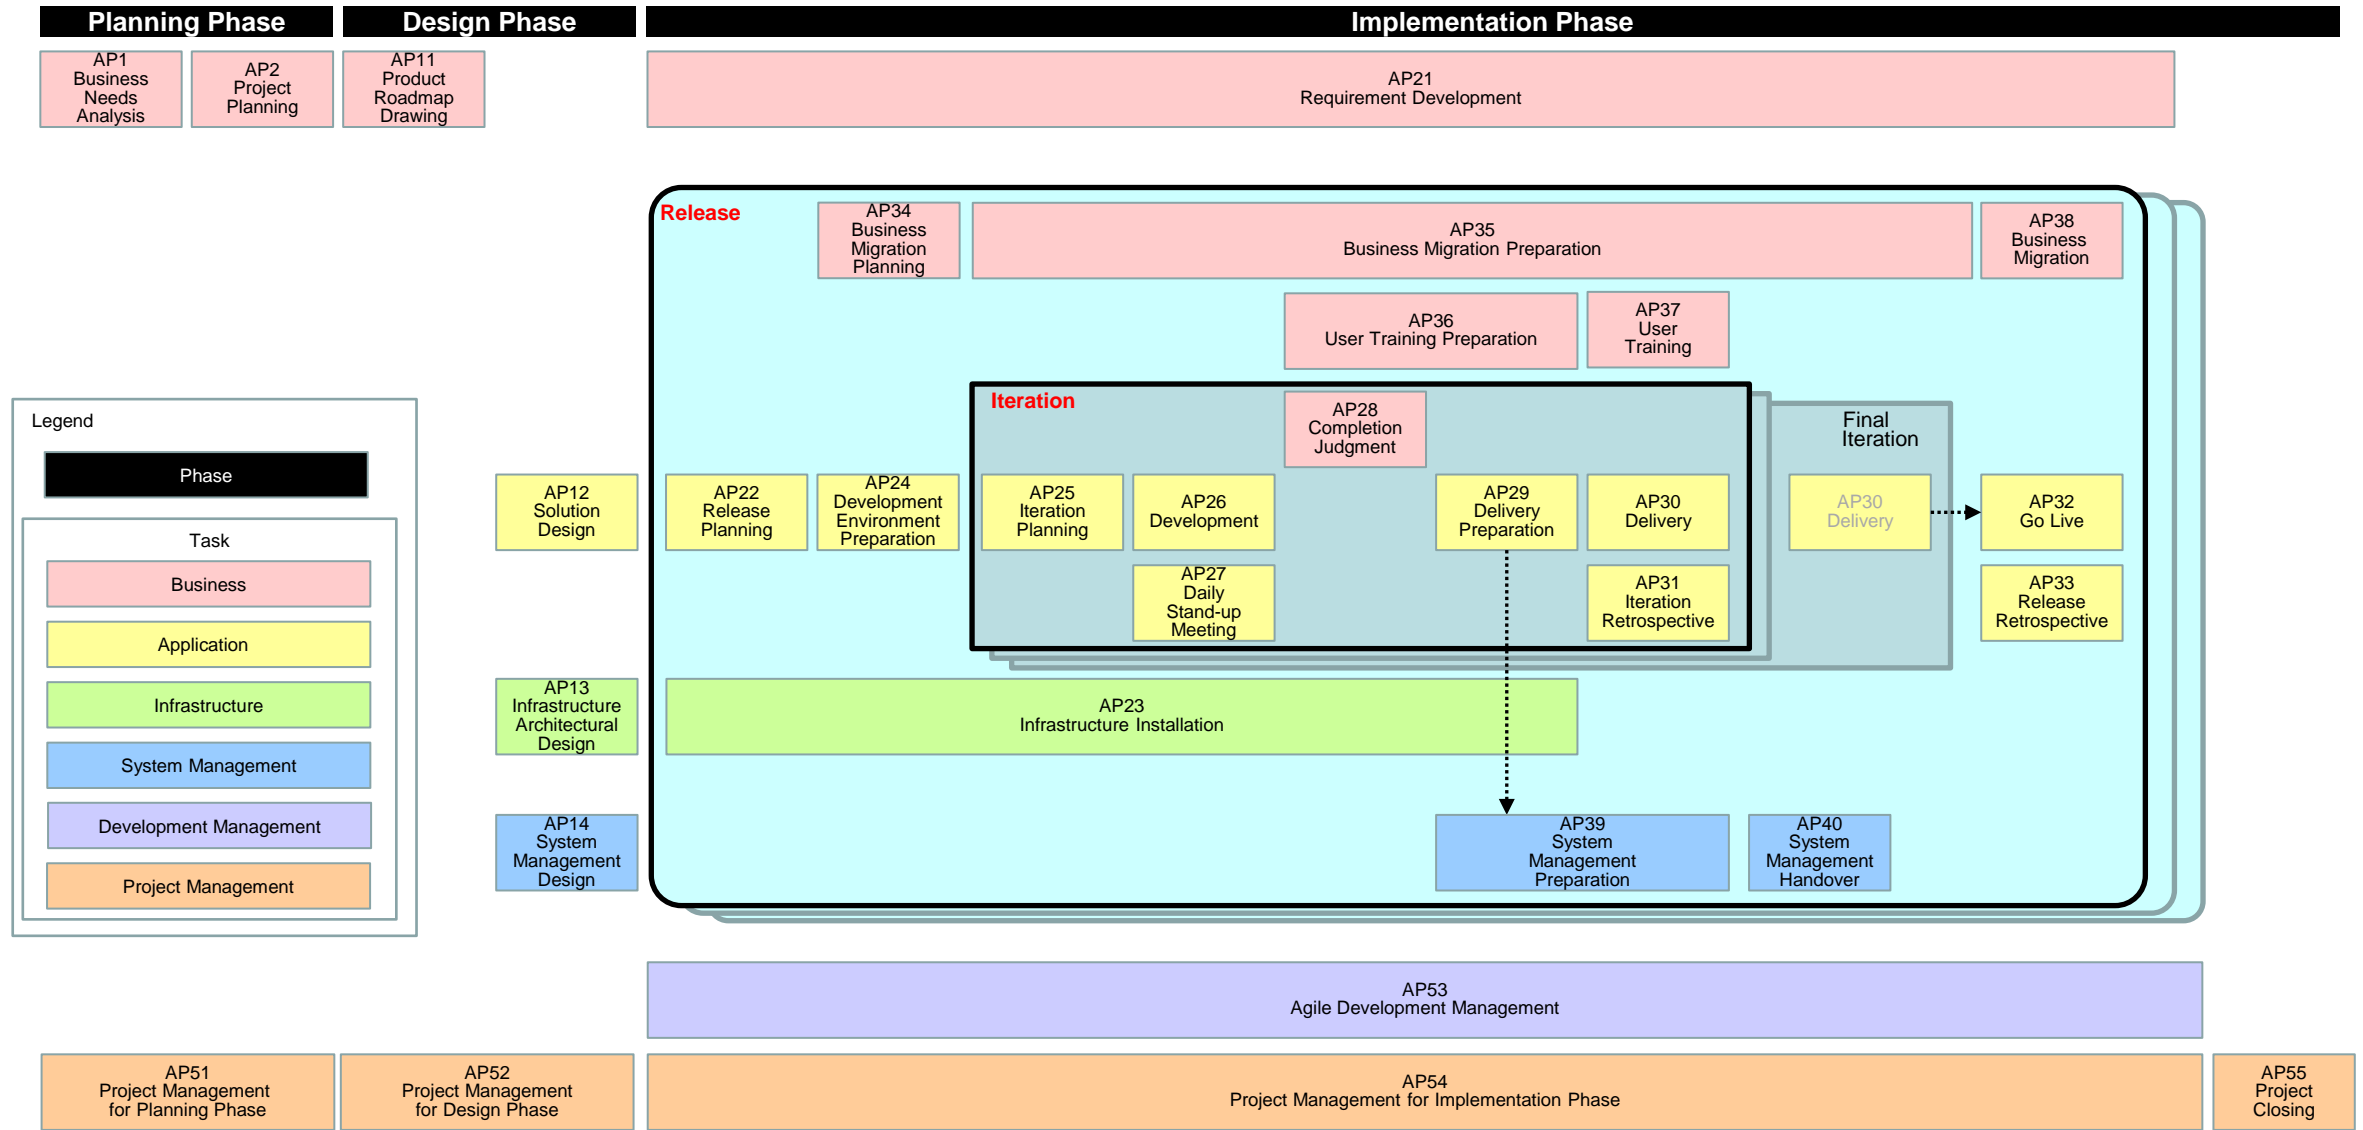 Planning Phase
Design Phase
Implementation Phase
AP1
Business
Needs
Analysis
AP2
Project
Planning
AP11
Product
Roadmap
Drawing
AP21
Requirement Development
Release
AP34
Business
Migration
Planning
AP35
Business Migration Preparation
AP38
Business
Migration
AP36
User Training Preparation
AP37
User
Training
Iteration
AP28
Completion
Judgment
Final
Iteration
Legend
Phase
Task
Business
Application
Infrastructure
System Management
Development Management
Project Management
AP12
Solution
Design
AP22
Release
Planning
AP24
Development
Environment
Preparation
AP25
Iteration
Planning
AP26
Development
AP29
Delivery
Preparation
AP30
Delivery
AP30
Delivery
AP32
Go Live
AP27
Daily
Stand-up
Meeting
AP31
Iteration
Retrospective
AP33
Release
Retrospective
AP13
Infrastructure
Architectural
Design
AP23
Infrastructure Installation
AP14
System
Management
Design
AP39
System
Management
Preparation
AP40
System
Management
Handover
AP53
Agile Development Management
AP51
Project Management
for Planning Phase
AP52
Project Management
for Design Phase
AP54
Project Management for Implementation Phase
AP55
Project
Closing